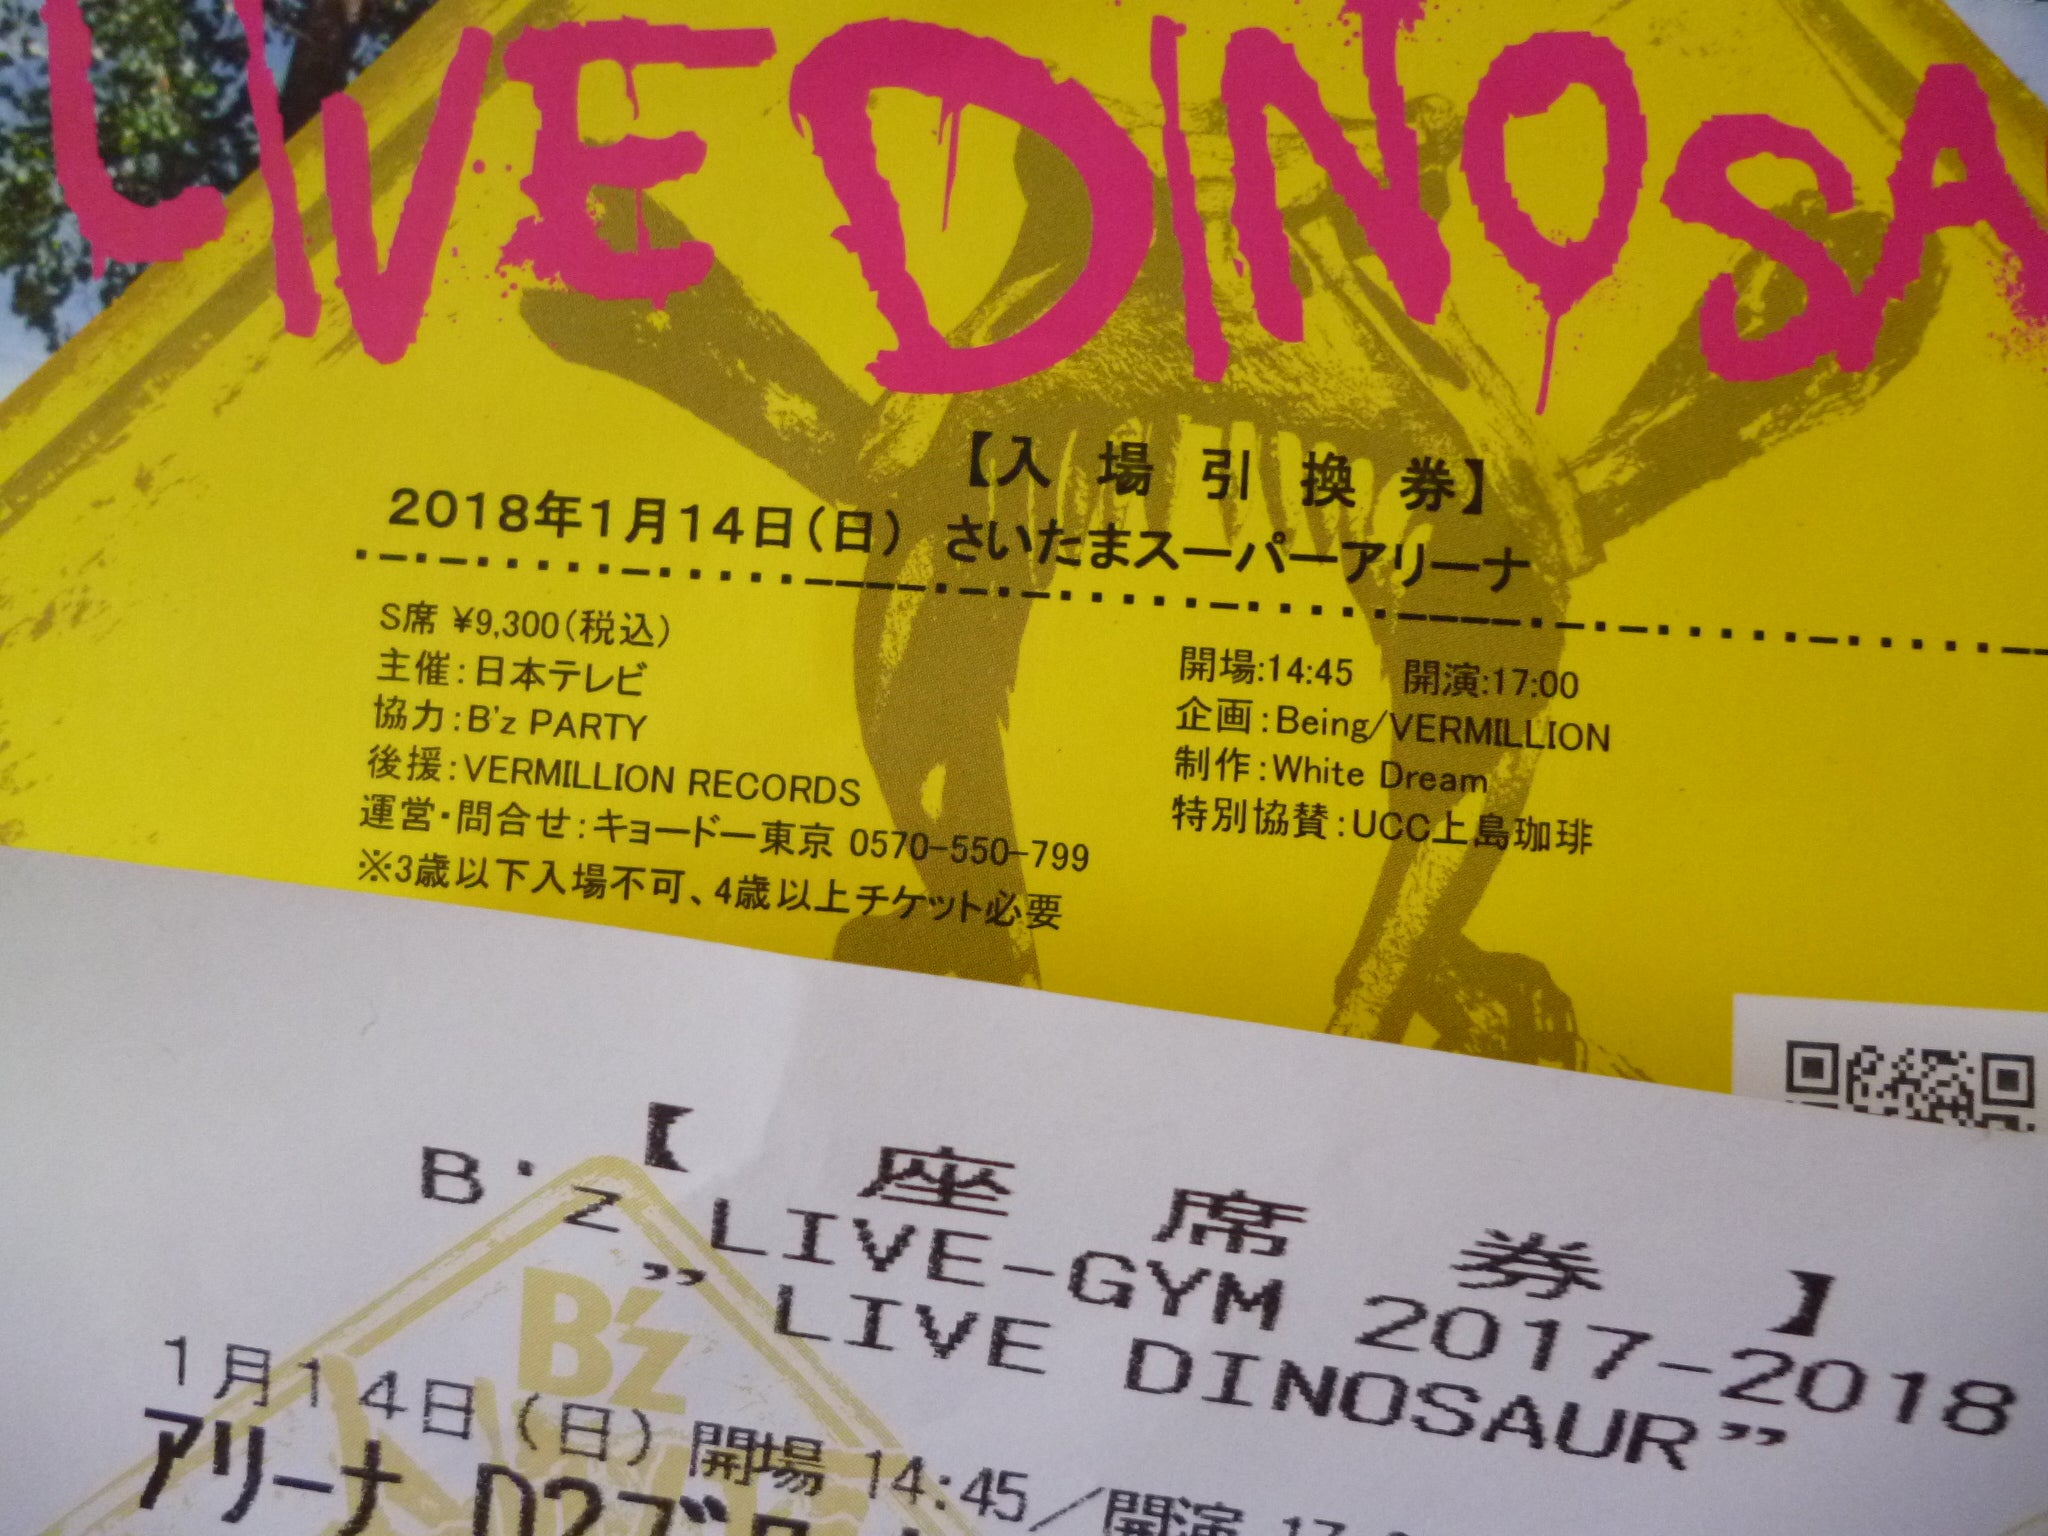 LIVE DINOSA
【入場引換券】
2018年1月14日(日) さいたまスーパーアリーナ
S席 ¥9,300(税込)
主催:日本テレビ
協力:B'z PARTY
後援:VERMILLION RECORDS
運営・問合せ:キョードー東京 0570-550-799
※3歳以下入場不可、4歳以上チケット必要
開場:14:45 開演:17:00
企画:Being/VERMILLION
制作:White Dream
特別協賛:UCC上島珈琲
【座席券】
B'z LIVE-GYM 2017-2018
”LIVE DINOSAUR”
B'z
1月14日(日)開場 14:45/開演 17
アリーナ D2ブロ